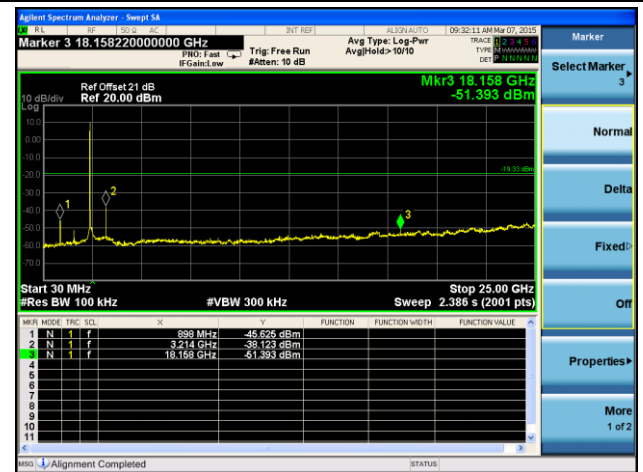 Agilent Spectrum Analyzer - Swept SA
RL RF 50 Ω AC INT REF ALIGN AUTO 09:32:11 AM Mar 07, 2015
Marker 3 18.158220000000 GHz
PNO: Fast Trig: Free Run
IFGain:Low #Atten: 10 dB
Avg Type: Log-Pwr
Avg|Hold:>10/10
TRACE 1 2 3 4 5 6
TYPE M
DET P N N N N N
Ref Offset 21 dB
10 dB/div Ref 20.00 dBm
Log
Mkr3 18.158 GHz
-51.393 dBm
10.0
0.00
-10.0
-20.0
-19.33 dBm
-30.0
-40.0
-50.0
-60.0
-70.0
1
2
3
Start 30 MHz Stop 25.00 GHz
#Res BW 100 kHz #VBW 300 kHz Sweep 2.386 s (2001 pts)
MKR MODE TRC SCL X Y FUNCTION FUNCTION WIDTH FUNCTION VALUE
1 N 1 f 898 MHz -45.625 dBm
2 N 1 f 3.214 GHz -38.123 dBm
3 N 1 f 18.158 GHz -51.393 dBm
4
5
6
7
8
9
10
11
MSG Alignment Completed STATUS
Marker
Select Marker
3
Normal
Delta
Fixed
Off
Properties
More
1 of 2